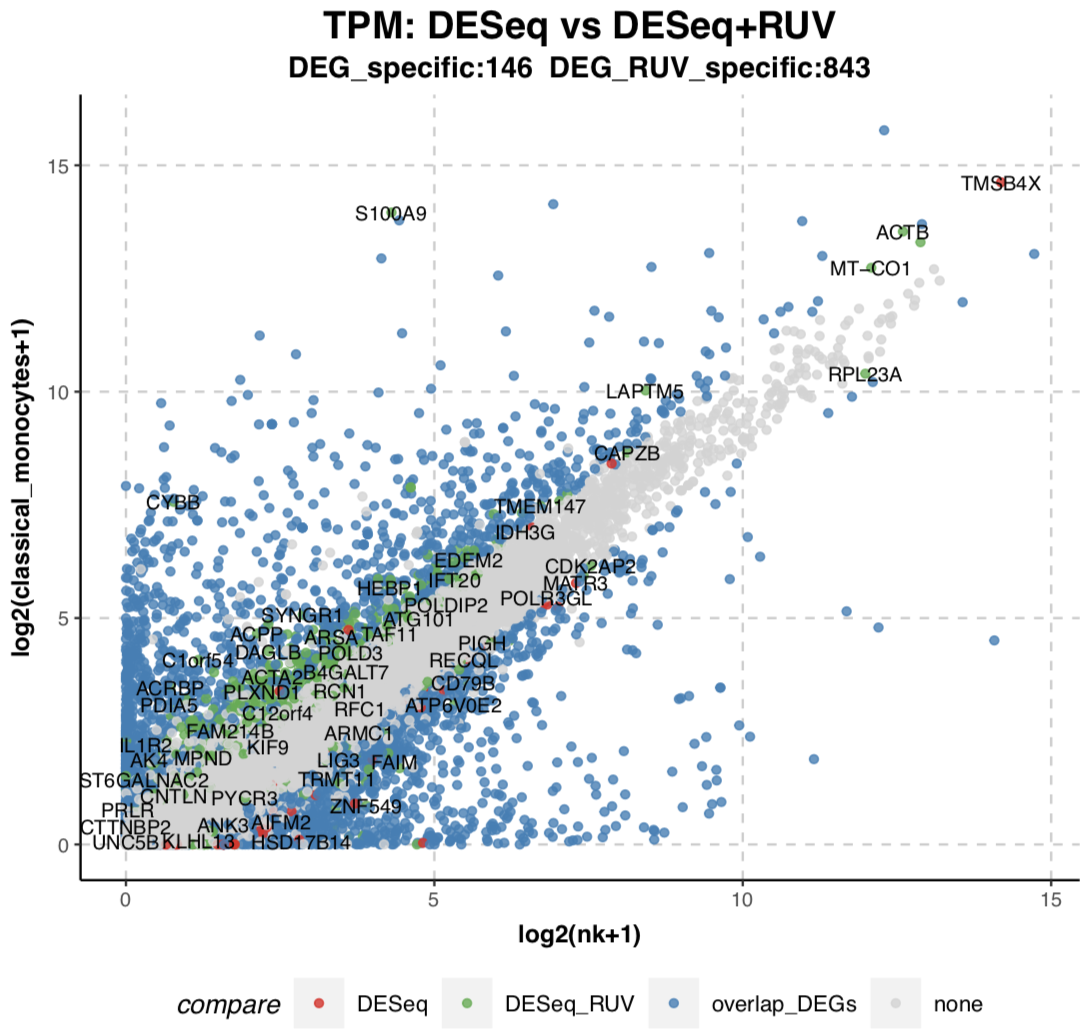 TPM: DESeq vs DESeq+RUV
DEG_specific:146 DEG_RUV_specific:843
log2(classical_monocytes+1)
15
10
5
0
TMSB4X
S100A9
ACTB
MT−CO1
RPL23A
LAPTM5
CAPZB
CYBB
TMEM147
IDH3G
EDEM2
CDK2AP2
IFT20
MATR3
HEBP1
POLR3GL
POLDIP2
SYNGR1
ATG101
ACPP
ARSA
TAF11
PIGH
DAGLB
POLD3
C1orf54
RECQL
B4GALT7
ACTA2
CD79B
ACRBP
PLXND1
RCN1
PDIA5
ATP6V0E2
RFC1
C12orf4
FAM214B
ARMC1
IL1R2
KIF9
AK4
MPND
LIG3
FAIM
ST6GALNAC2
TRMT11
CNTLN
PYCR3
PRLR
ZNF549
CTTNBP2
ANK3
AIFM2
UNC5B
KLHL13
HSD17B14
0
5
10
15
log2(nk+1)
compare
DESeq
DESeq_RUV
overlap_DEGs
none